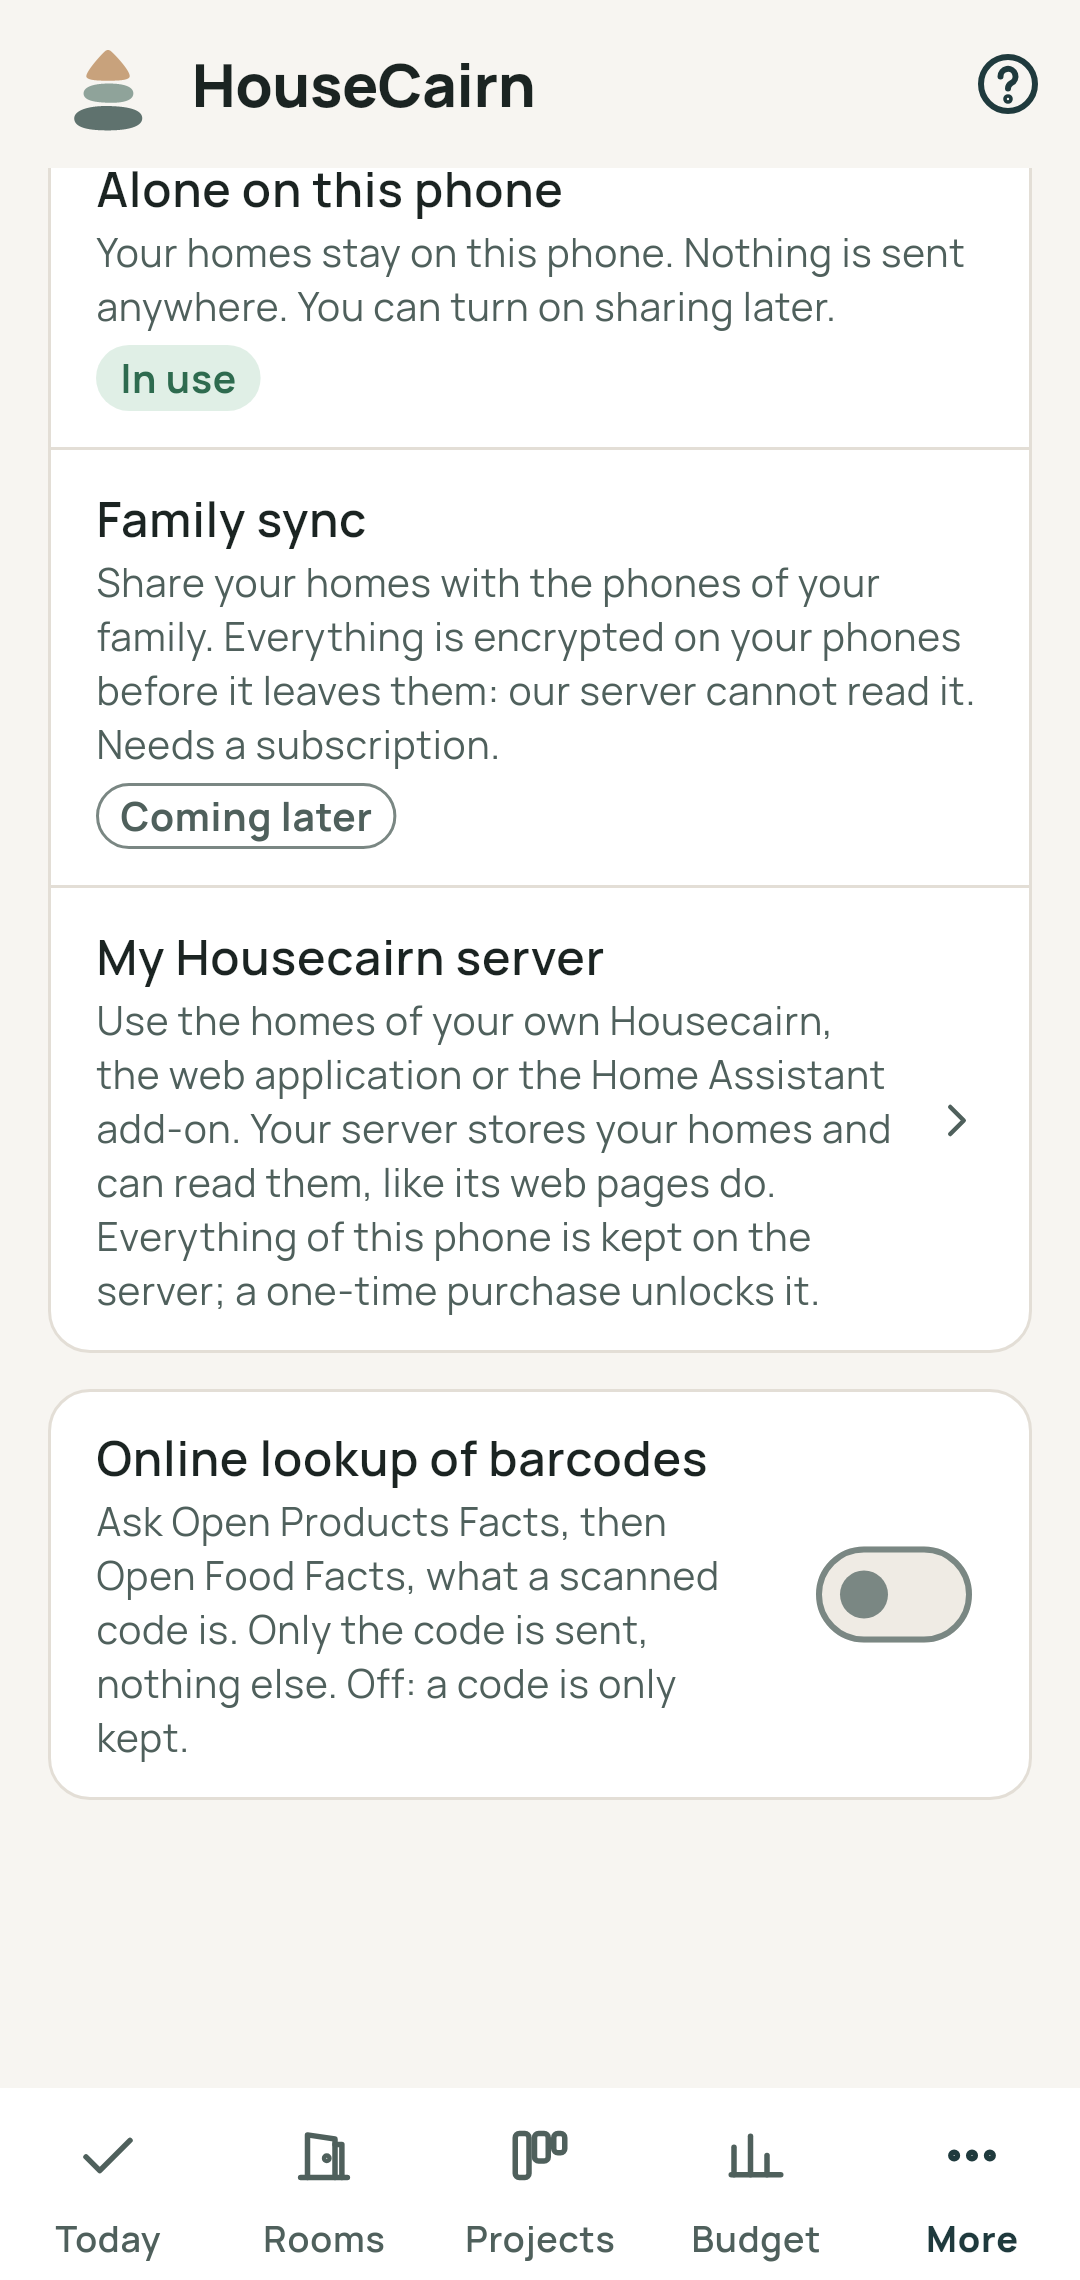 HouseCairn
Alone on this phone
Your homes stay on this phone. Nothing is sent
anywhere. You can turn on sharing later.
In use
Family sync
Share your homes with the phones of your
family. Everything is encrypted on your phones
before it leaves them: our server cannot read it.
Needs a subscription.
Coming later
My Housecairn server
Use the homes of your own Housecairn,
the web application or the Home Assistant
add-on. Your server stores your homes and
can read them, like its web pages do.
Everything of this phone is kept on the
server; a one-time purchase unlocks it.
Online lookup of barcodes
Ask Open Products Facts, then
Open Food Facts, what a scanned
code is. Only the code is sent,
nothing else. Off: a code is only
kept.
Today
Rooms
Projects
Budget
More